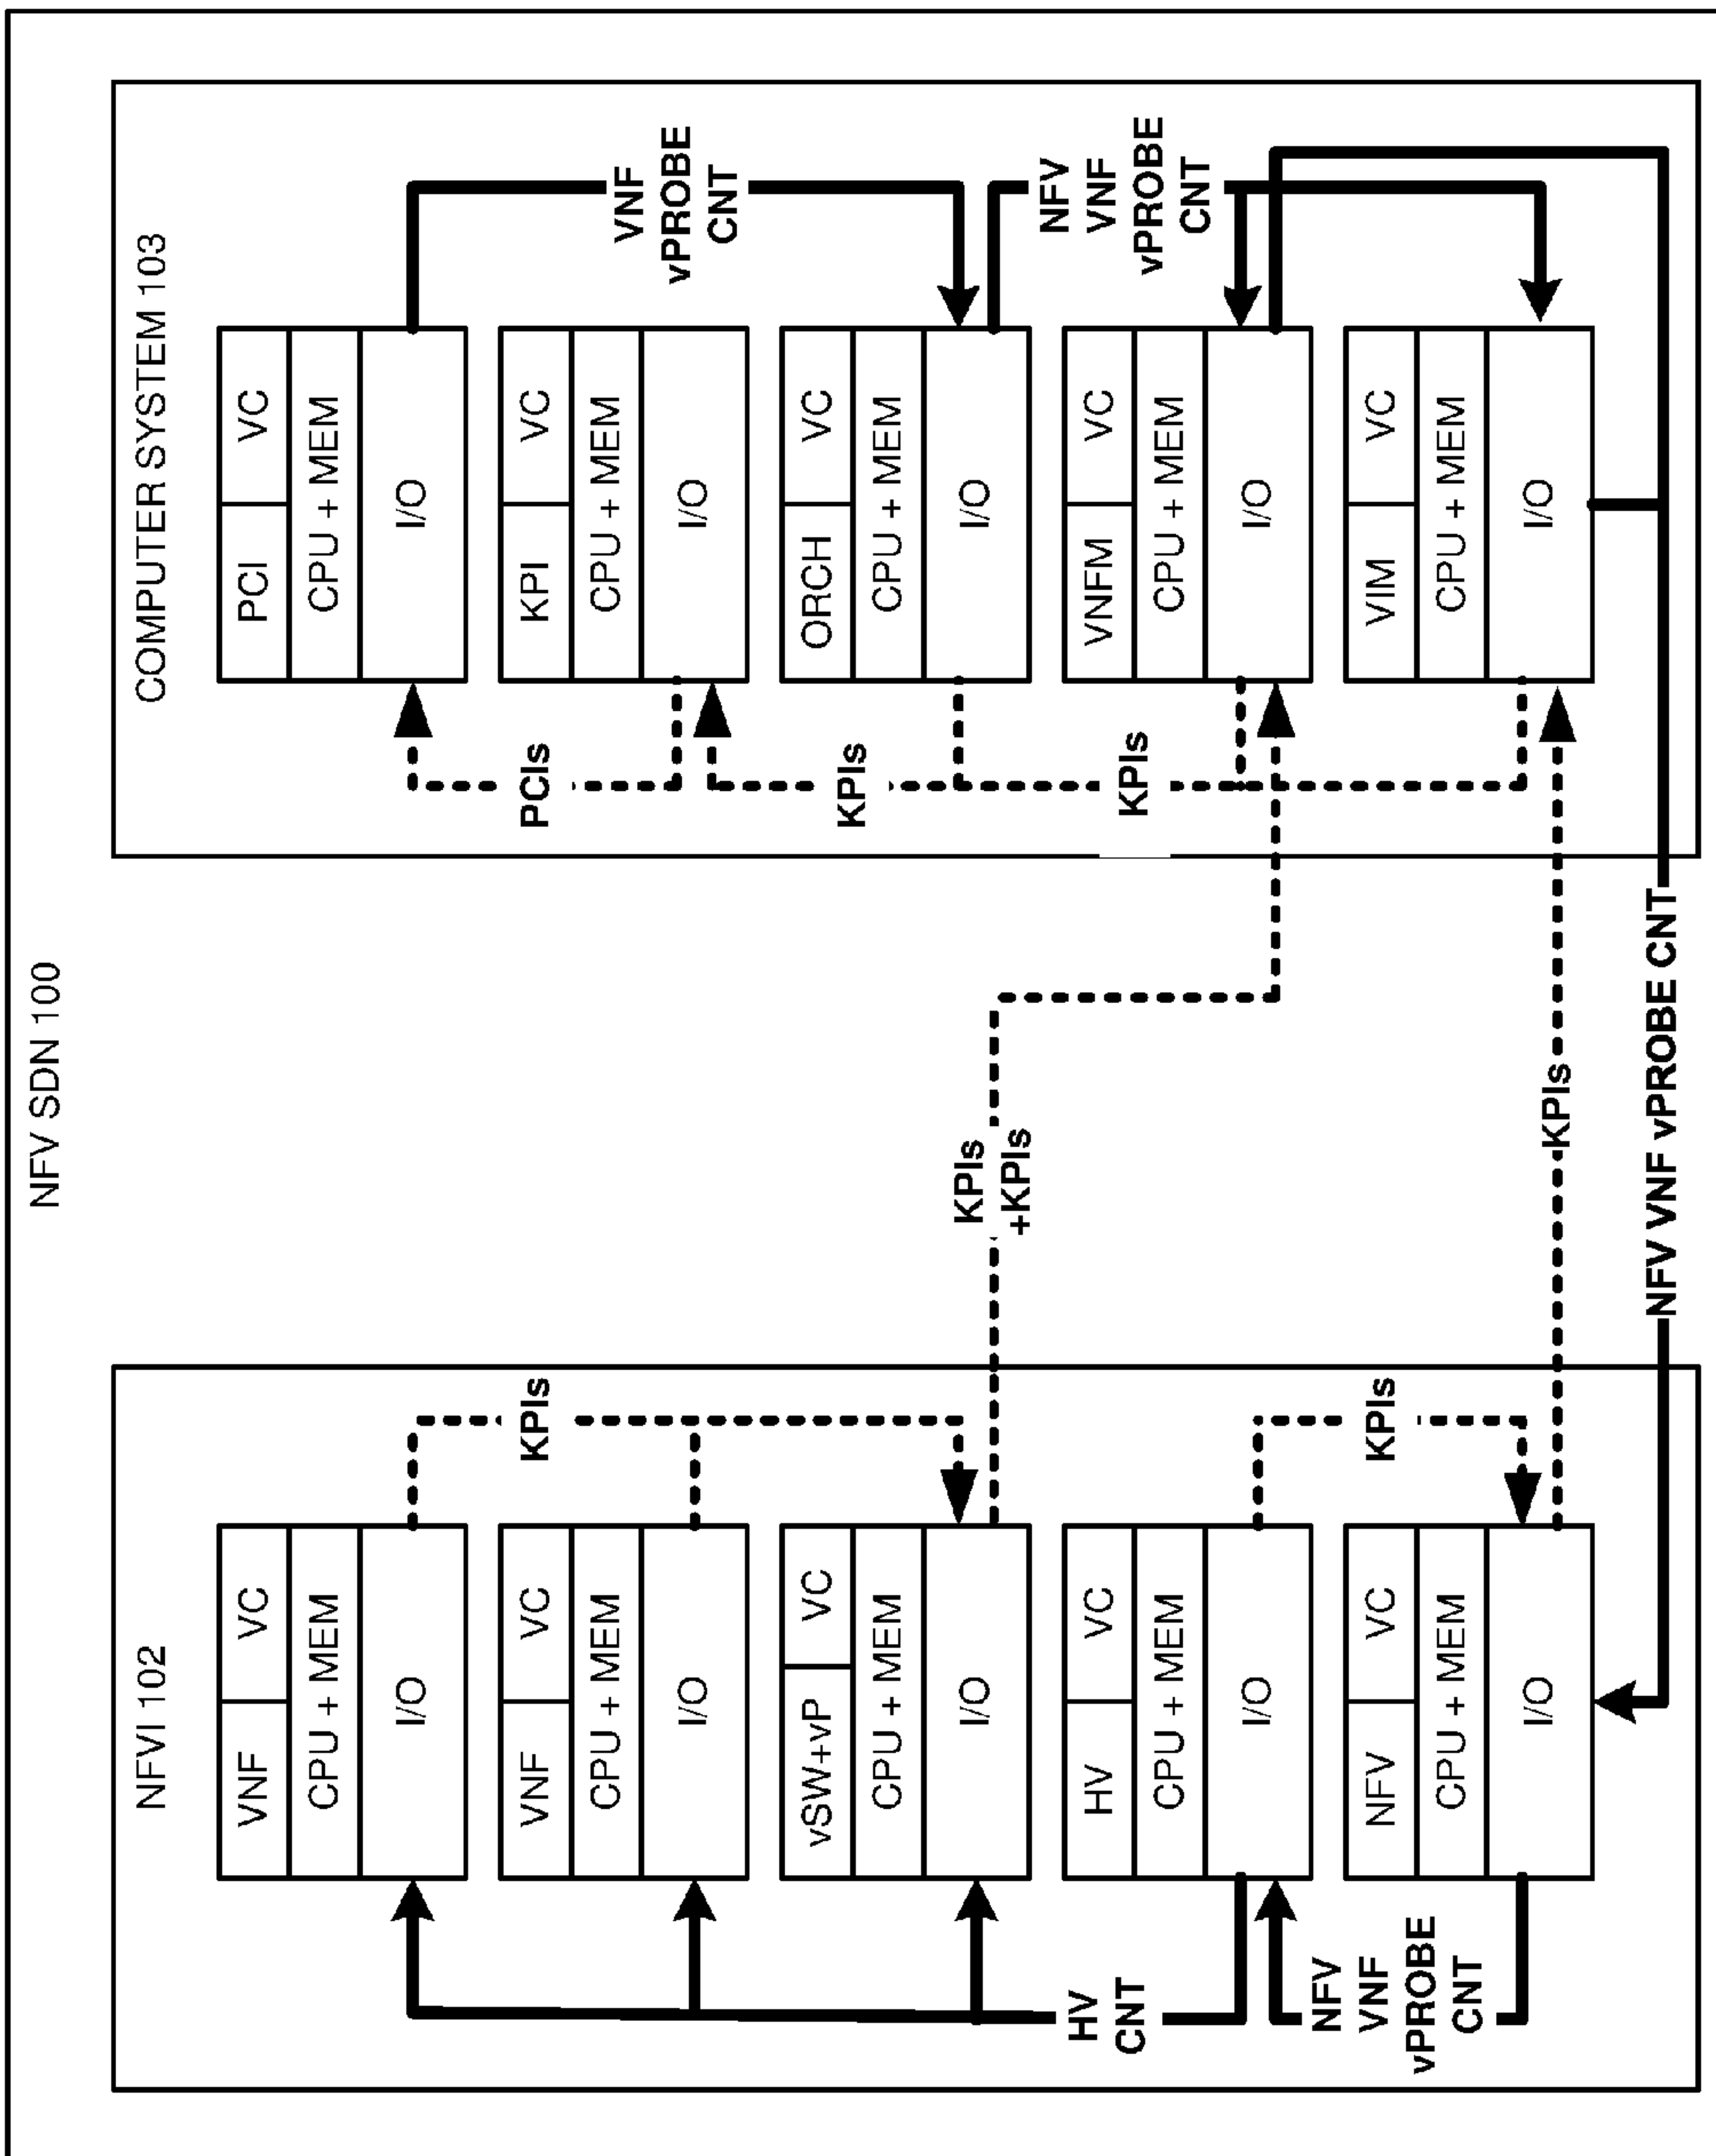 NFV SDN 100
NFVI 102
VNF VC
CPU + MEM
I/O
VNF VC
CPU + MEM
I/O
vSW+vP VC
CPU + MEM
I/O
HV VC
CPU + MEM
I/O
NFV VC
CPU + MEM
I/O
HV
CNT
NFV
VNF
vPROBE
CNT
KPIs
KPIs
KPIs
+KPIs
KPIs
NFV VNF vPROBE CNT
COMPUTER SYSTEM 103
PCI VC
CPU + MEM
I/O
KPI VC
CPU + MEM
I/O
ORCH VC
CPU + MEM
I/O
VNFM VC
CPU + MEM
I/O
VIM VC
CPU + MEM
I/O
PCIs
KPIs
KPIs
VNF
vPROBE
CNT
NFV
VNF
vPROBE
CNT